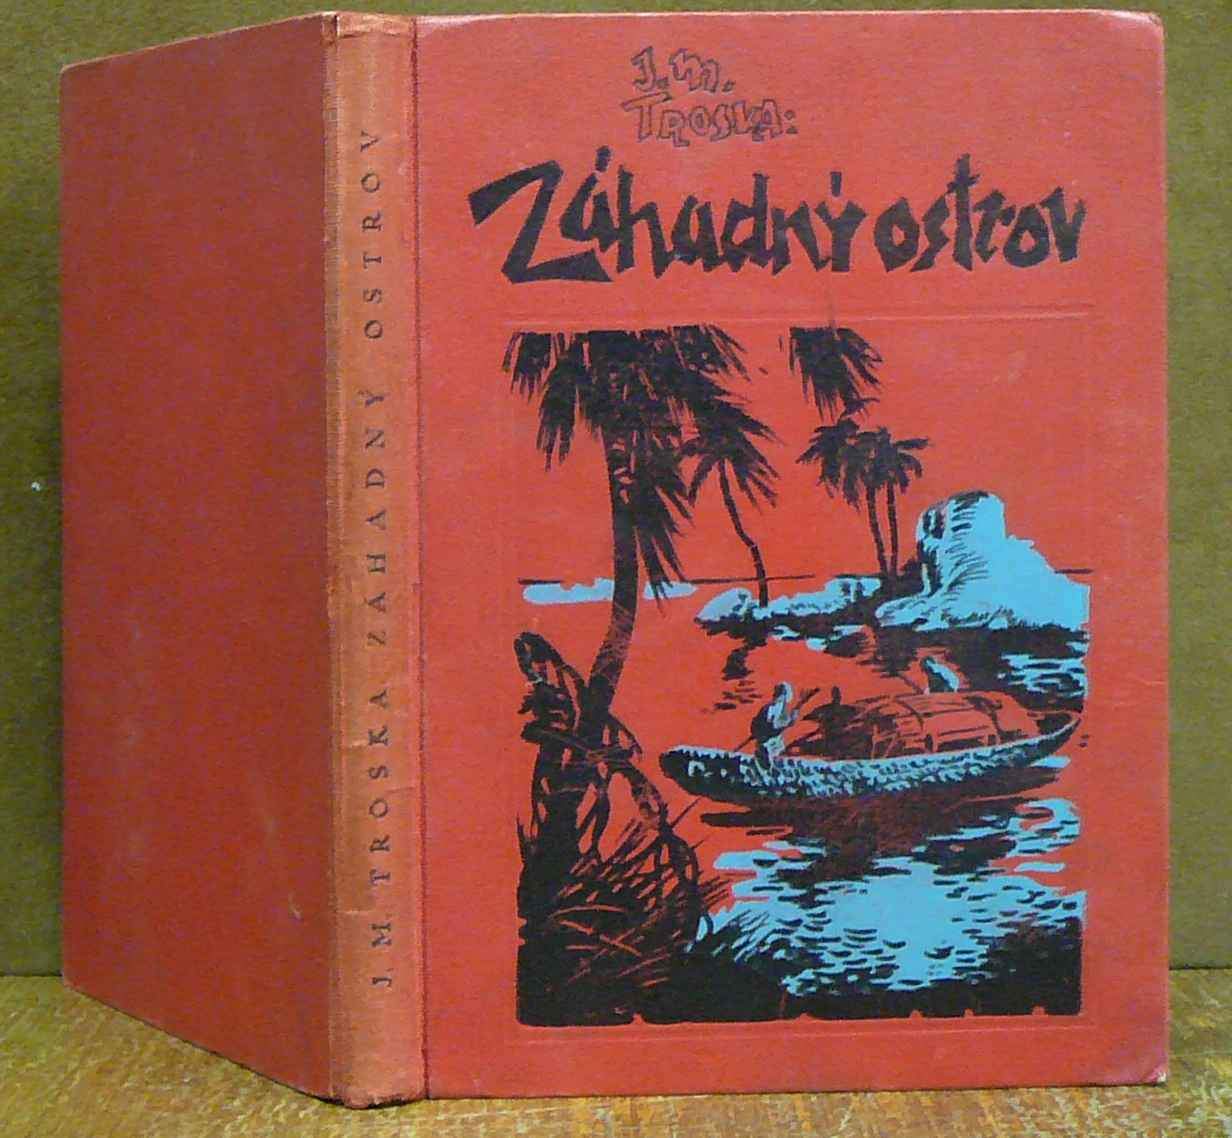 J. M.
TROSKA:
Záhadný ostrov
J. M. TROSKA ZÁHADNÝ OSTROV